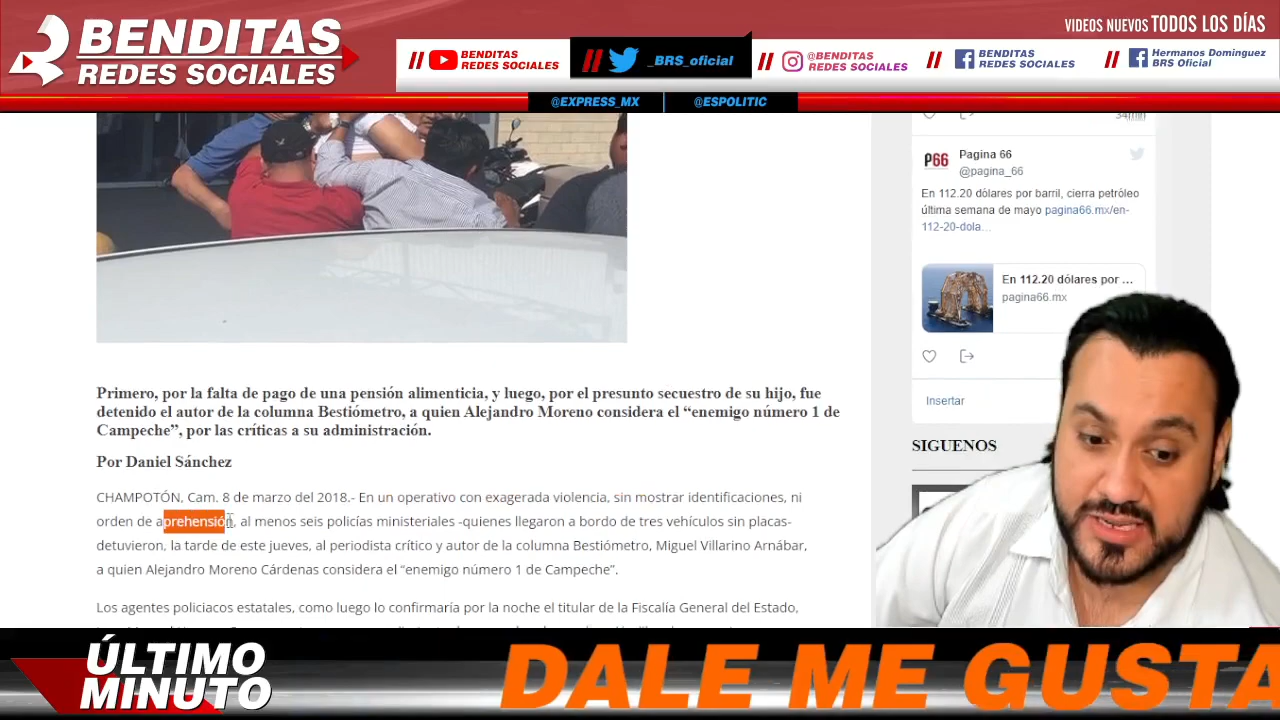 BENDITAS
REDES SOCIALES
VIDEOS NUEVOS TODOS LOS DÍAS
BENDITAS
REDES SOCIALES
_BRS_oficial
@BENDITAS
REDES SOCIALES
BENDITAS
REDES SOCIALES
Hermanos Dominguez
BRS Oficial
@EXPRESS_MX
@ESPOLITIC
34min
P66
Pagina 66
@pagina_66
En 112.20 dólares por barril, cierra petróleo
última semana de mayo pagina66.mx/en-
112-20-dola…
En 112.20 dólares por …
pagina66.mx
Insertar
SIGUENOS
Primero, por la falta de pago de una pensión alimenticia, y luego, por el presunto secuestro de su hijo, fue
detenido el autor de la columna Bestiómetro, a quien Alejandro Moreno considera el “enemigo número 1 de
Campeche”, por las críticas a su administración.
Por Daniel Sánchez
CHAMPOTÓN, Cam. 8 de marzo del 2018.- En un operativo con exagerada violencia, sin mostrar identificaciones, ni
orden de aprehensión, al menos seis policías ministeriales -quienes llegaron a bordo de tres vehículos sin placas-
detuvieron, la tarde de este jueves, al periodista crítico y autor de la columna Bestiómetro, Miguel Villarino Arnábar,
a quien Alejandro Moreno Cárdenas considera el “enemigo número 1 de Campeche”.
Los agentes policiacos estatales, como luego lo confirmaría por la noche el titular de la Fiscalía General del Estado,
ÚLTIMO
MINUTO
DALE ME GUSTA